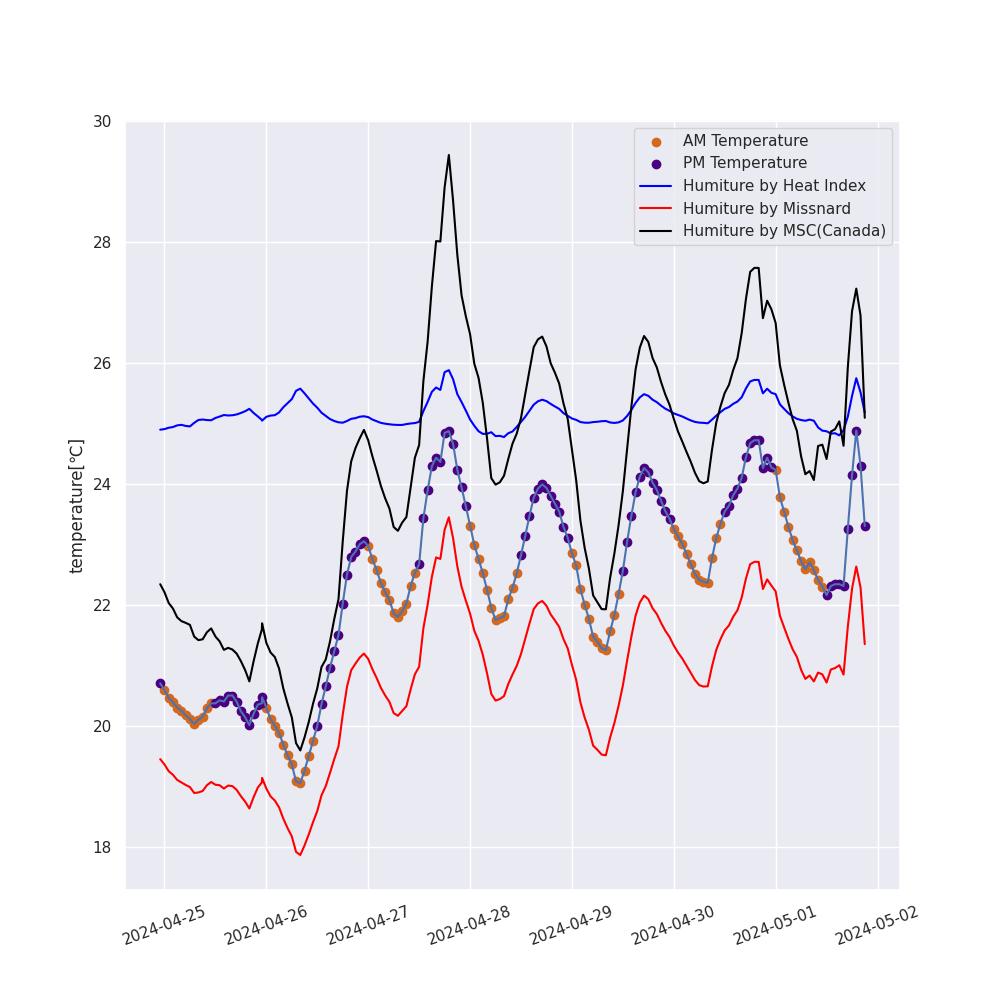 30
28
26
24
22
20
18
temperature[℃]
AM Temperature
PM Temperature
Humiture by Heat Index
Humiture by Missnard
Humiture by MSC(Canada)
2024-04-25
2024-04-26
2024-04-27
2024-04-28
2024-04-29
2024-04-30
2024-05-01
2024-05-02